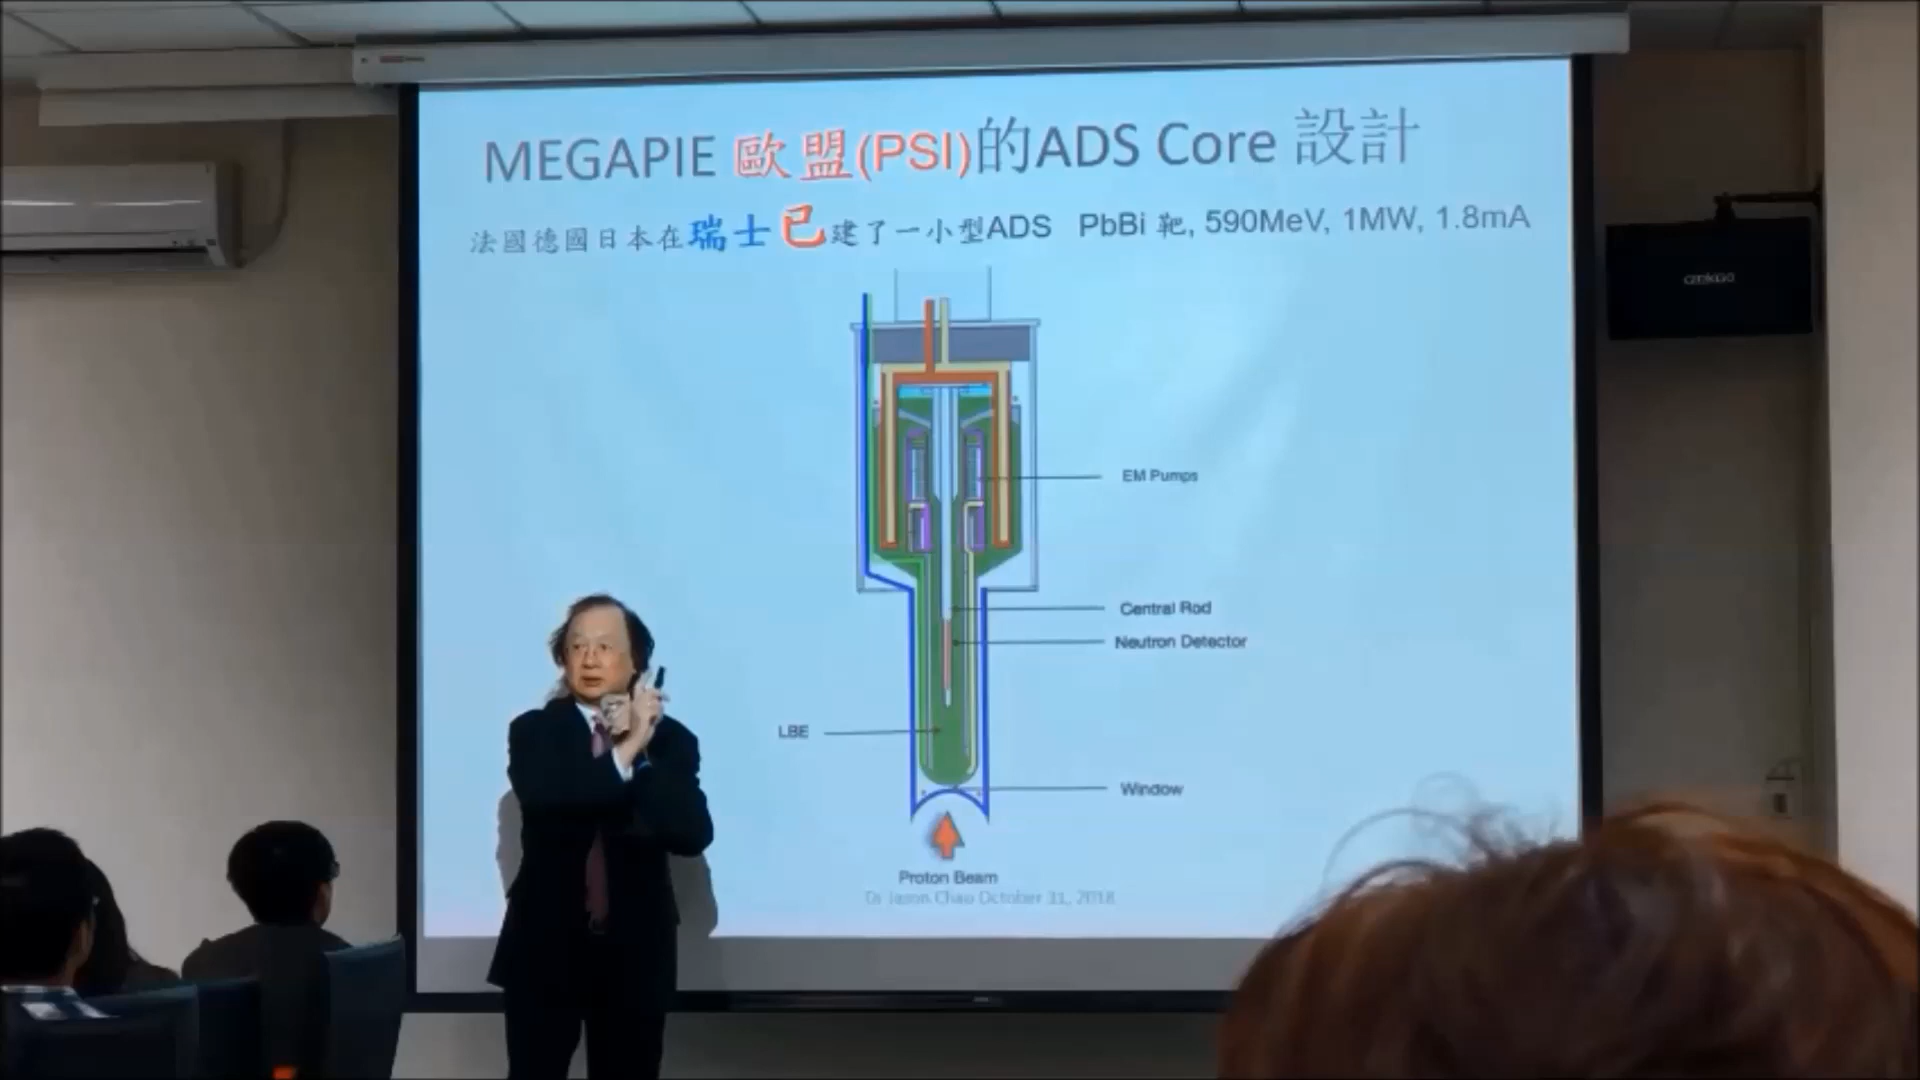 MEGAPIE 歐盟(PSI)的ADS Core 設計
法國德國日本在瑞士已建了一小型ADS PbBi 靶, 590MeV, 1MW, 1.8mA
EM Pumps
Central Rod
Neutron Detector
LBE
Window
Proton Beam
Dr Jason Chao October 31, 2018